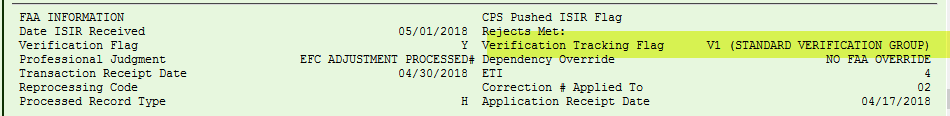 FAA INFORMATION CPS Pushed ISIR Flag
Date ISIR Received 05/01/2018 Rejects Met:
Verification Flag Y Verification Tracking Flag V1 (STANDARD VERIFICATION GROUP)
Professional Judgment EFC ADJUSTMENT PROCESSED# Dependency Override NO FAA OVERRIDE
Transaction Receipt Date 04/30/2018 ETI 4
Reprocessing Code Correction # Applied To 02
Processed Record Type H Application Receipt Date 04/17/2018